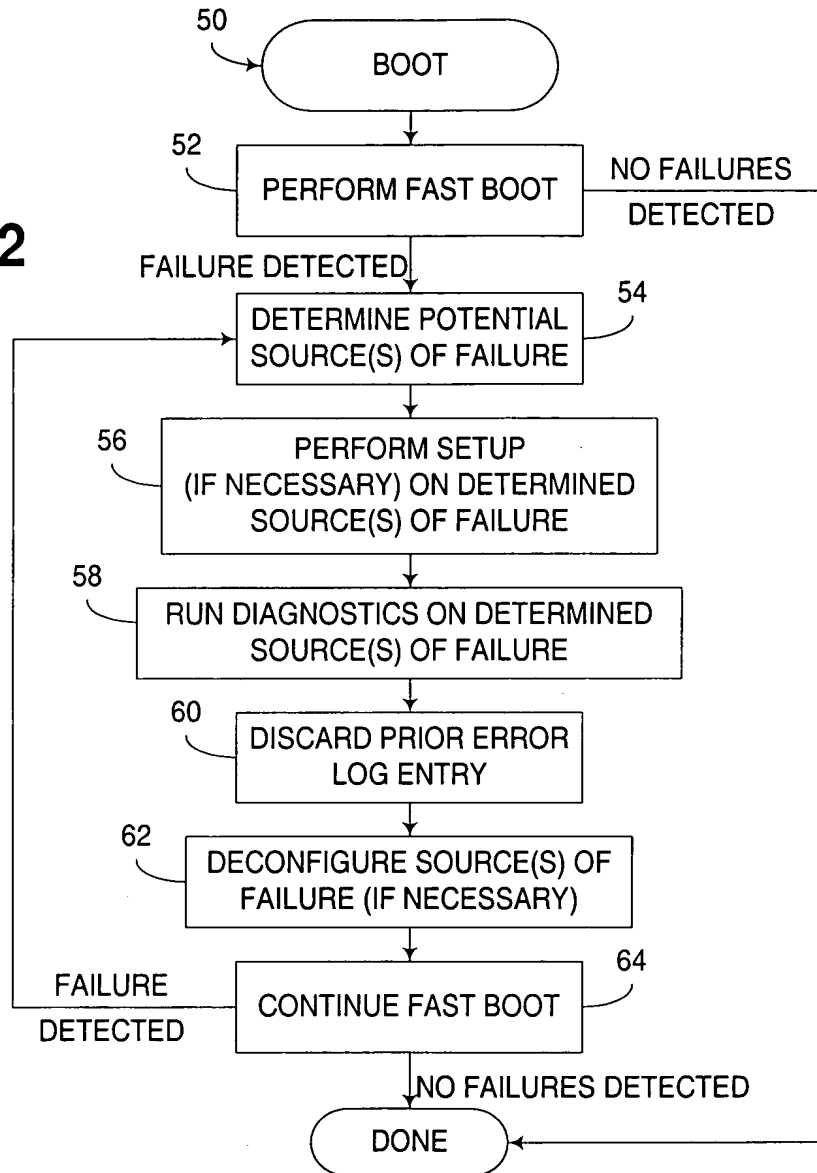 50
BOOT
52
PERFORM FAST BOOT
NO FAILURES
DETECTED
2
FAILURE DETECTED
54
DETERMINE POTENTIAL
SOURCE(S) OF FAILURE
56
PERFORM SETUP
(IF NECESSARY) ON DETERMINED
SOURCE(S) OF FAILURE
58
RUN DIAGNOSTICS ON DETERMINED
SOURCE(S) OF FAILURE
60
DISCARD PRIOR ERROR
LOG ENTRY
62
DECONFIGURE SOURCE(S) OF
FAILURE (IF NECESSARY)
64
CONTINUE FAST BOOT
FAILURE
DETECTED
NO FAILURES DETECTED
DONE